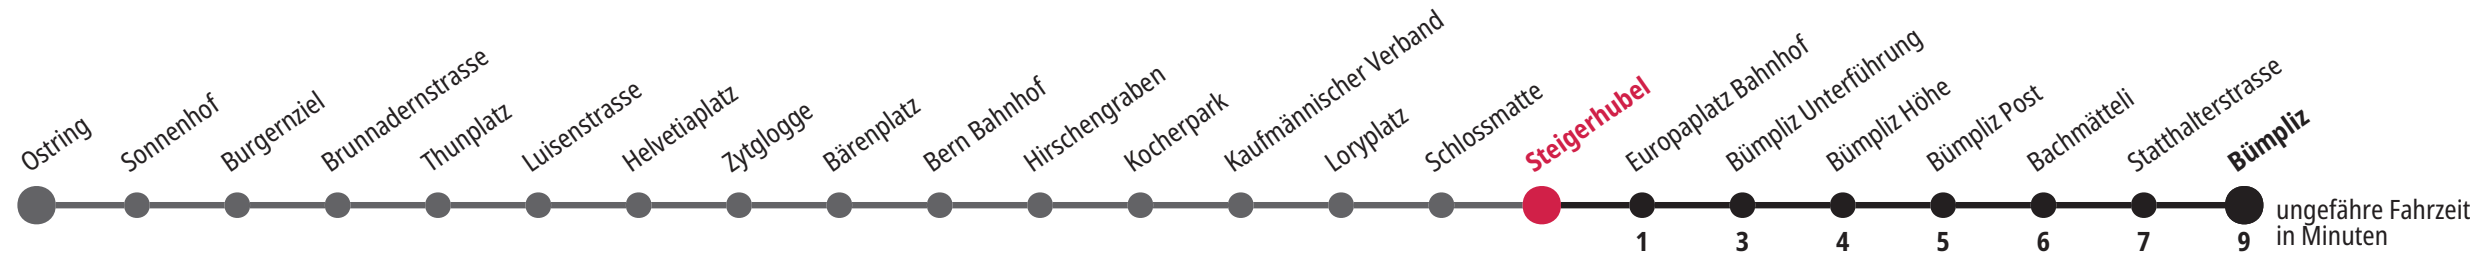 Ostring
Sonnenhof
Burgernziel
Brunnadernstrasse
Thunplatz
Luisenstrasse
Helvetiaplatz
Zytglogge
Bärenplatz
Bern Bahnhof
Hirschengraben
Kocherpark
Kaufmännischer Verband
Loryplatz
Schlossmatte
Steigerhubel
Europaplatz Bahnhof
Bümpliz Unterführung
Bümpliz Höhe
Bümpliz Post
Bachmätteli
Statthalterstrasse
Bümpliz
1 3 4 5 6 7 9
ungefähre Fahrzeit
in Minuten